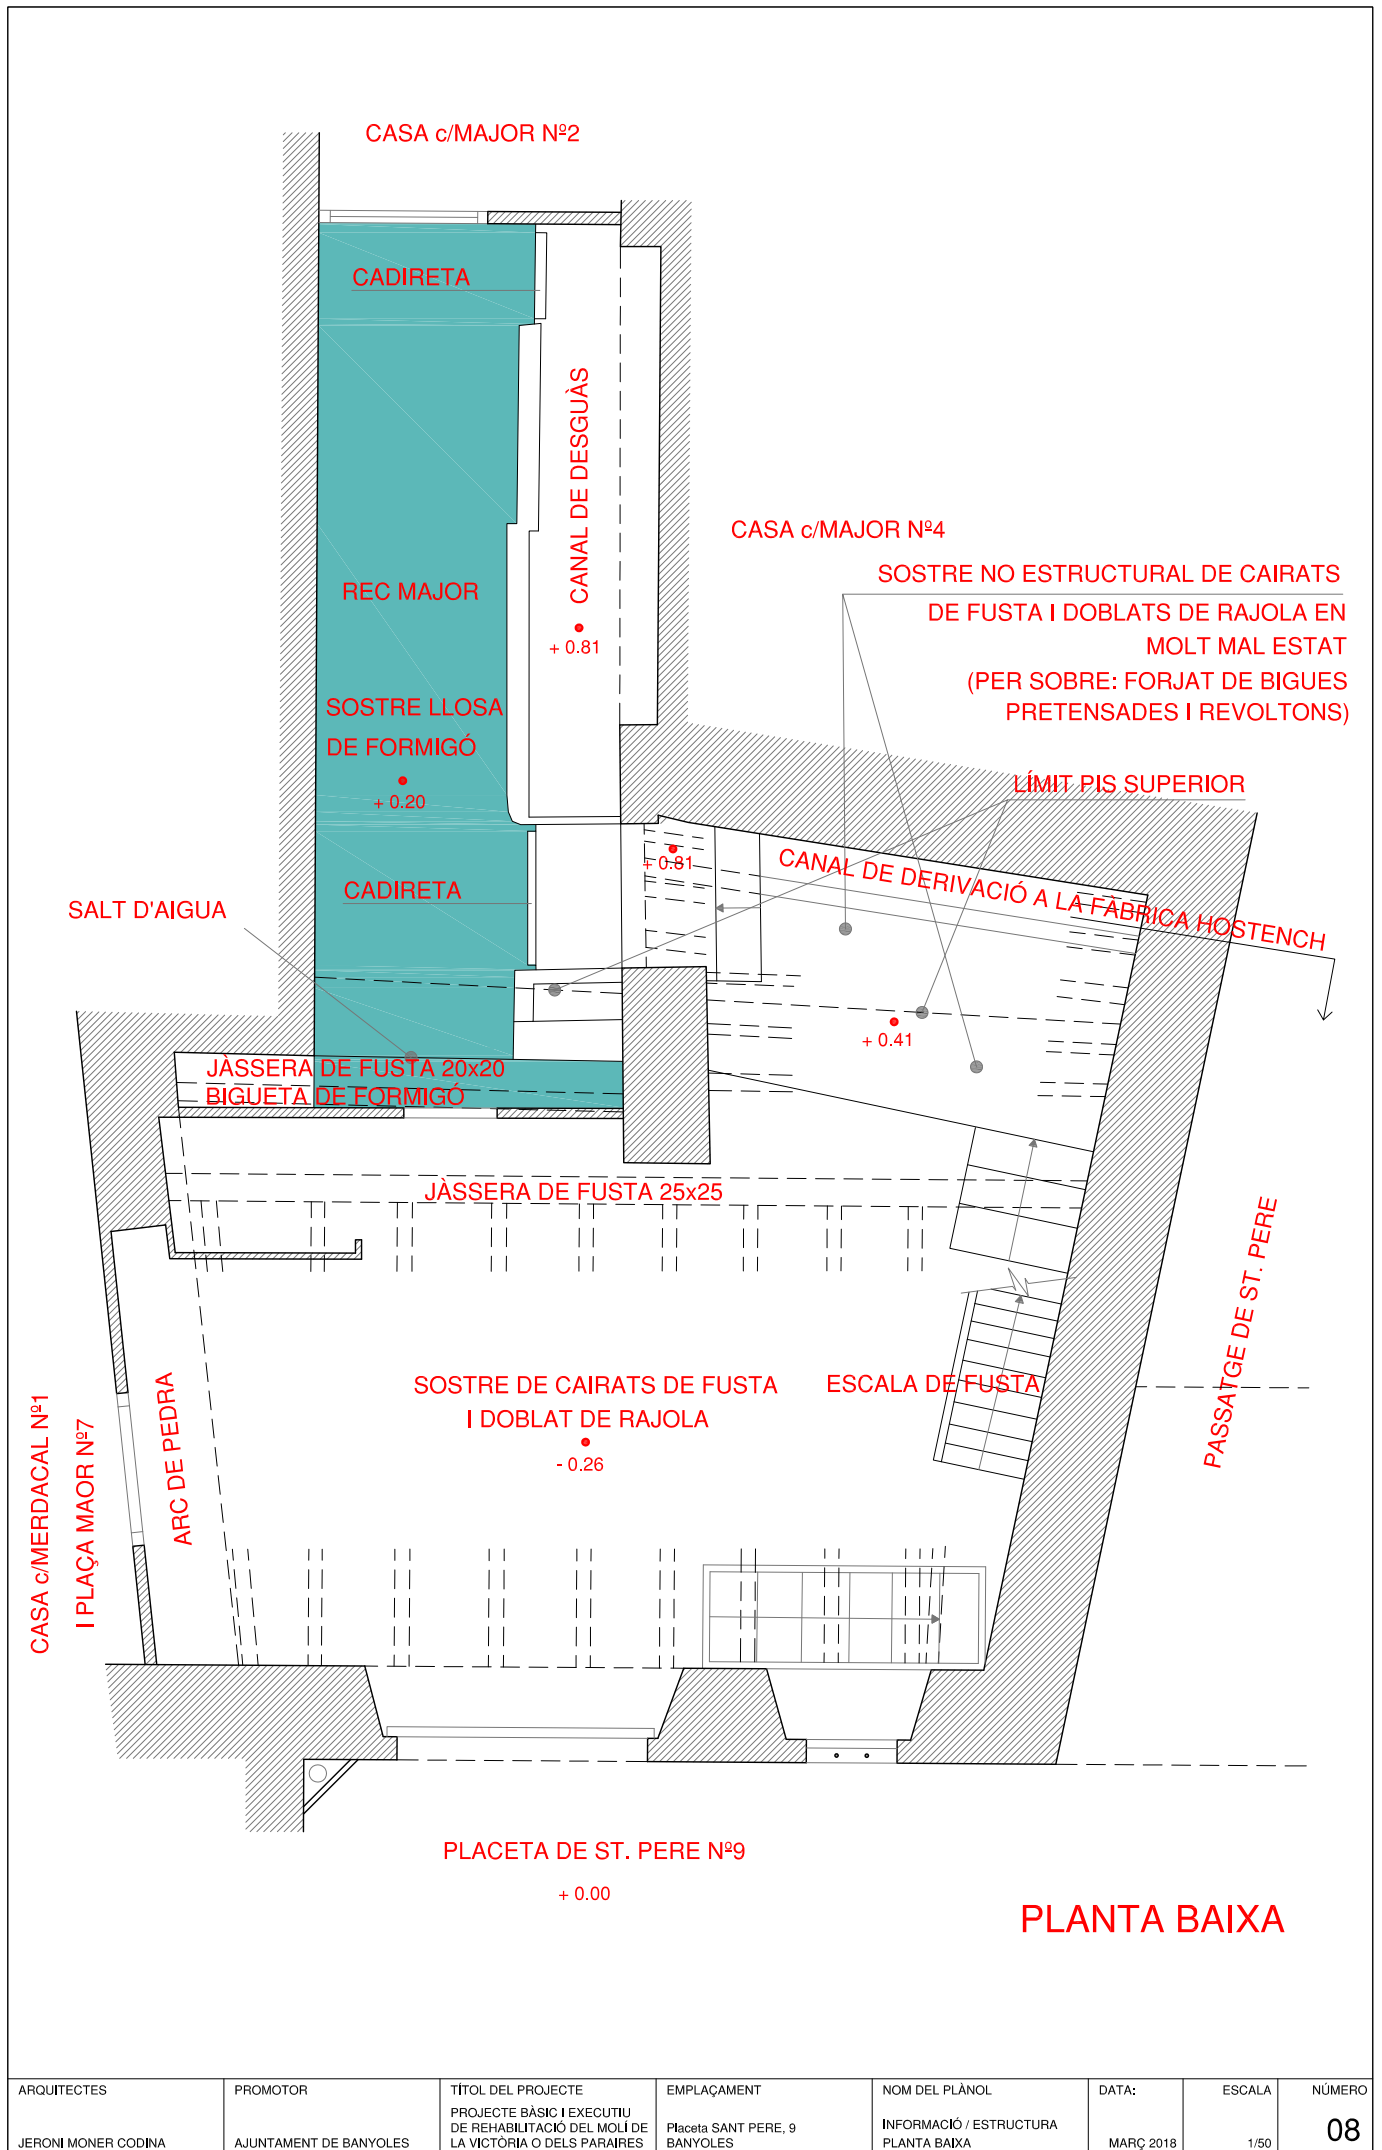 CASA c/MAJOR Nº2
CADIRETA
CANAL DE DESGUÀS
+ 0.81
CASA c/MAJOR Nº4
SOSTRE NO ESTRUCTURAL DE CAIRATS
DE FUSTA I DOBLATS DE RAJOLA EN
MOLT MAL ESTAT
(PER SOBRE: FORJAT DE BIGUES
PRETENSADES I REVOLTONS)
REC MAJOR
SOSTRE LLOSA
DE FORMIGÓ
+ 0.20
LÍMIT PIS SUPERIOR
+ 0.81
CANAL DE DERIVACIÓ A LA FÀBRICA HOSTENCH
CADIRETA
SALT D'AIGUA
+ 0.41
JÀSSERA DE FUSTA 20x20
BIGUETA DE FORMIGÓ
JÀSSERA DE FUSTA 25x25
PASSATGE DE ST. PERE
SOSTRE DE CAIRATS DE FUSTA
I DOBLAT DE RAJOLA
- 0.26
ESCALA DE FUSTA
ARC DE PEDRA
CASA c/MERDACAL Nº1
I PLAÇA MAOR Nº7
PLACETA DE ST. PERE Nº9
+ 0.00
PLANTA BAIXA
ARQUITECTES
JERONI MONER CODINA
PROMOTOR
AJUNTAMENT DE BANYOLES
TÍTOL DEL PROJECTE
PROJECTE BÀSIC I EXECUTIU
DE REHABILITACIÓ DEL MOLÍ DE
LA VICTÒRIA O DELS PARAIRES
EMPLAÇAMENT
Placeta SANT PERE, 9
BANYOLES
NOM DEL PLÀNOL
INFORMACIÓ / ESTRUCTURA
PLANTA BAIXA
DATA:
MARÇ 2018
ESCALA
1/50
NÚMERO
08